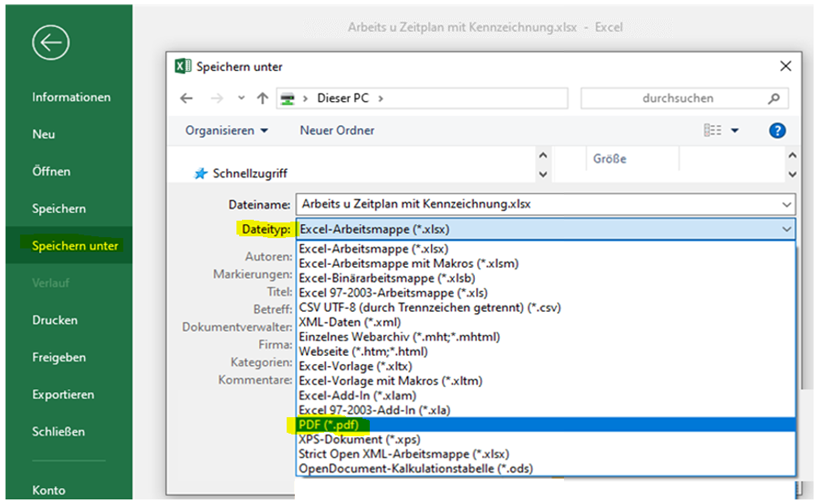 Arbeits u Zeitplan mit Kennzeichnung.xlsx - Excel
Informationen
Neu
Öffnen
Speichern
Speichern unter
Verlauf
Drucken
Freigeben
Exportieren
Schließen
Konto
Speichern unter
Dieser PC
durchsuchen
Organisieren
Neuer Ordner
Schnellzugriff
Größe
Dateiname: Arbeits u Zeitplan mit Kennzeichnung.xlsx
Dateityp: Excel-Arbeitsmappe (*.xlsx)
Autoren:
Markierungen:
Titel:
Betreff:
Dokumentverwalter:
Firma:
Kategorien:
Kommentare:
Excel-Arbeitsmappe (*.xlsx)
Excel-Arbeitsmappe mit Makros (*.xlsm)
Excel-Binärarbeitsmappe (*.xlsb)
Excel 97-2003-Arbeitsmappe (*.xls)
CSV UTF-8 (durch Trennzeichen getrennt) (*.csv)
XML-Daten (*.xml)
Einzelnes Webarchiv (*.mht;*.mhtml)
Webseite (*.htm;*.html)
Excel-Vorlage (*.xltx)
Excel-Vorlage mit Makros (*.xltm)
Excel-Add-In (*.xlam)
Excel 97-2003-Add-In (*.xla)
PDF (*.pdf)
XPS-Dokument (*.xps)
Strict Open XML-Arbeitsmappe (*.xlsx)
OpenDocument-Kalkulationstabelle (*.ods)